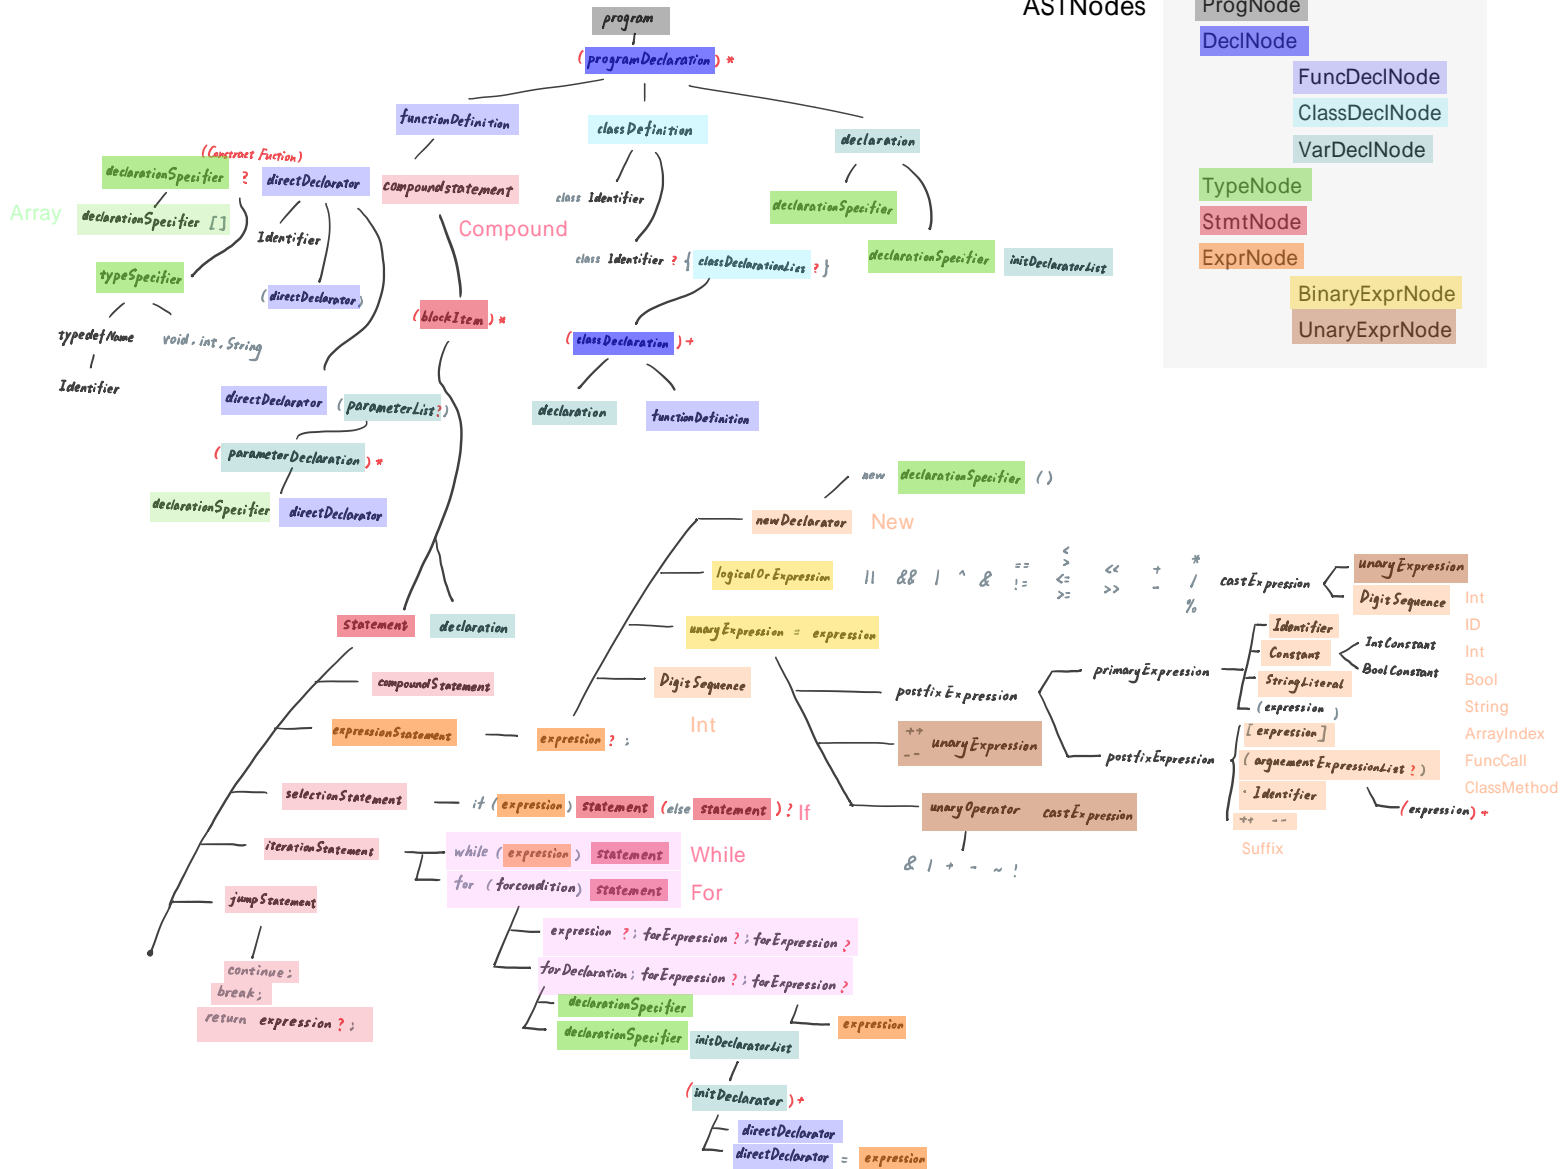 ASTNodes
ProgNode
DeclNode
FuncDeclNode
ClassDeclNode
VarDeclNode
TypeNode
StmtNode
ExprNode
BinaryExprNode
UnaryExprNode
program
( programDeclaration ) *
functionDefinition
classDefinition
declaration
(Construct Fuction)
declarationSpecifier ? directDeclarator
compoundstatement
Array
declarationSpecifier [ ]
Compound
Identifier
class Identifier
declarationSpecifier
class Identifier ? { classDeclarationList ? }
declarationSpecifier initDeclaratorList
typeSpecifier
( directDeclarator )
( blockItem ) *
typedefName
void . int . String
( classDeclaration ) +
Identifier
directDeclarator ( parameterList ? )
declaration
functionDefinition
( parameterDeclaration ) *
declarationSpecifier directDeclarator
new declarationSpecifier ( )
newDeclarator New
logicalOrExpression || && | ^ & == != < > <= >= << >> + - * / % castExpression
unaryExpression
DigitSequence Int
statement declaration
unaryExpression = expression
Identifier ID
Constant Int
IntConstant
BoolConstant
primaryExpression
StringLiteral Bool
( expression ) String
compoundStatement
DigitSequence
Int
postfixExpression
expressionStatement
expression ? ;
++ -- unaryExpression
postfixExpression
[ expression ] ArrayIndex
( arguementExpressionList ? ) FuncCall
· Identifier ClassMethod
( expression ) +
++ --
Suffix
selectionStatement
if ( expression ) statement ( else statement ) ? If
unaryOperator castExpression
& | + - ~ !
iterationStatement
while ( expression ) statement While
for ( forcondition ) statement For
jumpStatement
expression ? ; forExpression ? ; forExpression ?
continue ;
forDeclaration ; forExpression ? ; forExpression ?
break ;
declarationSpecifier
return expression ? ;
expression
declarationSpecifier initDeclaratorList
( initDeclarator ) +
directDeclarator
directDeclarator = expression